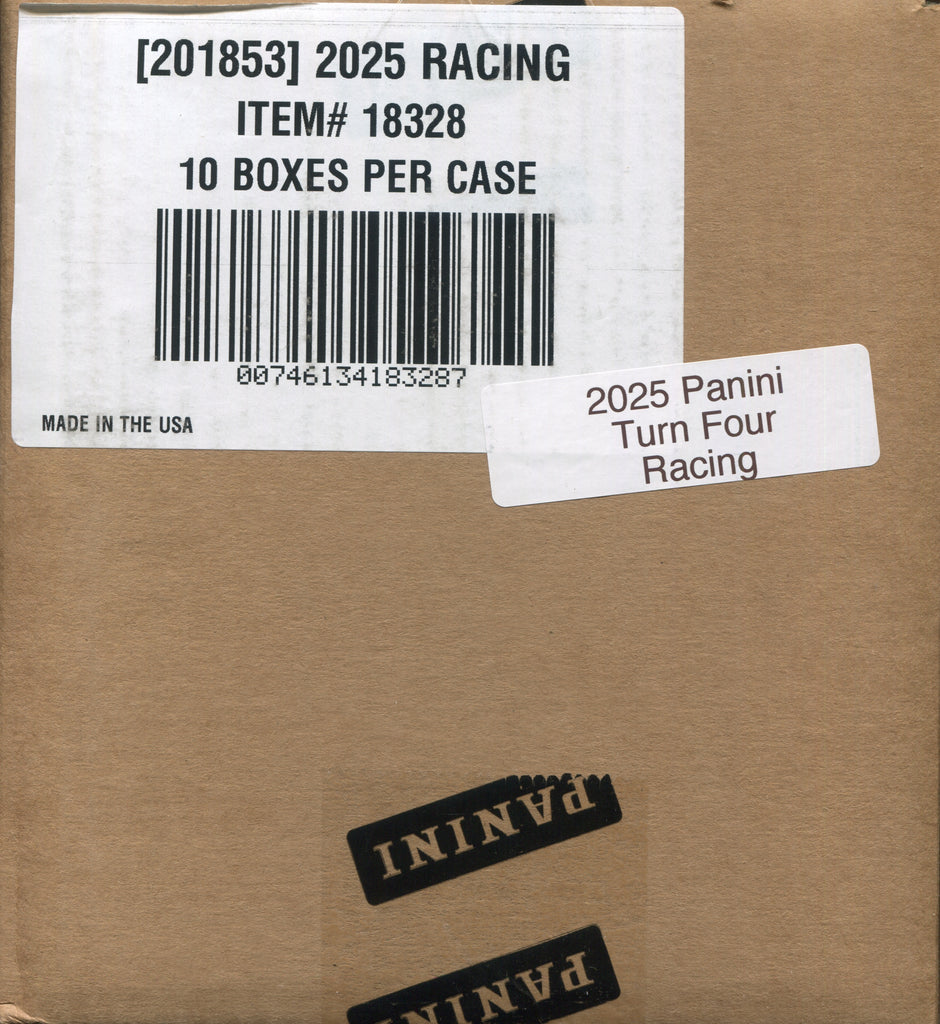 [201853] 2025 RACING
ITEM# 18328
10 BOXES PER CASE
00746134183287
MADE IN THE USA
2025 Panini
Turn Four
Racing
PANINI
PANINI